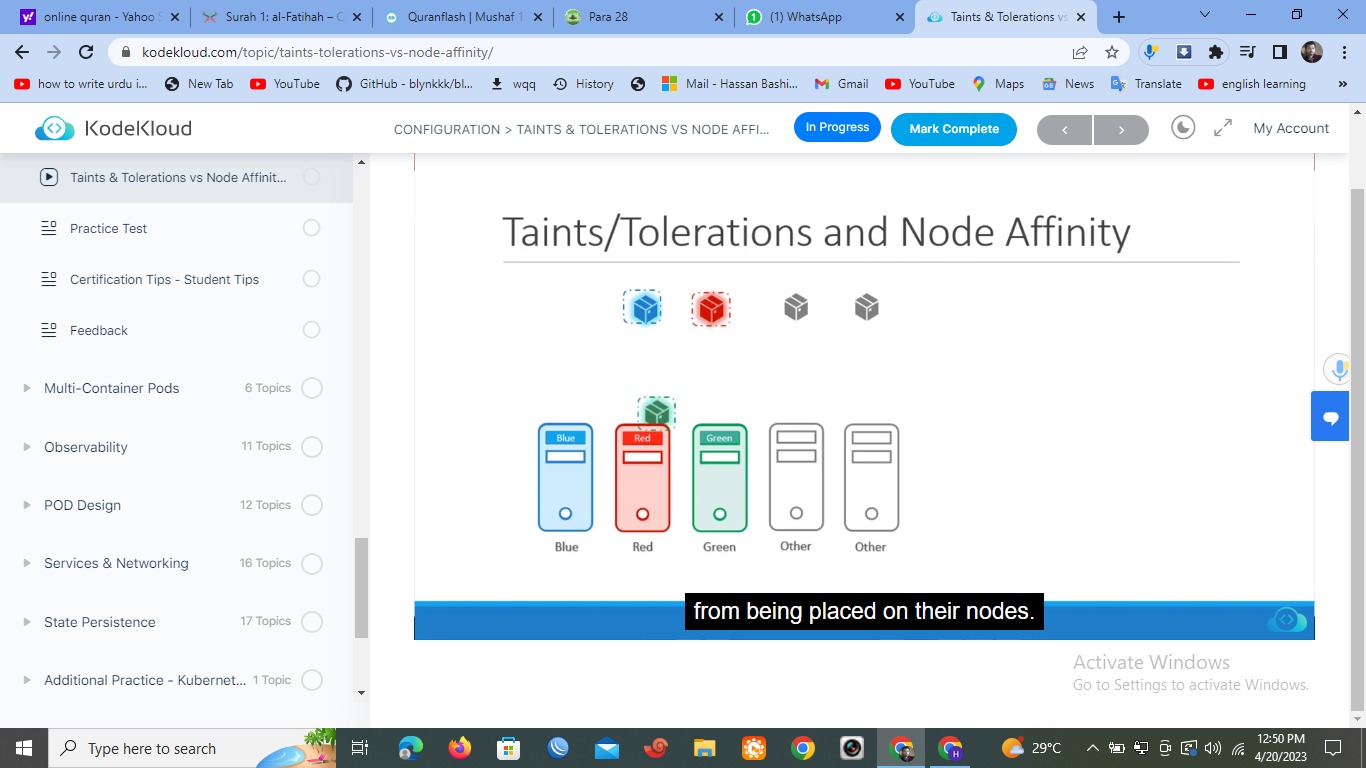 online quran - Yahoo S
Surah 1: al-Fatihah – C
Quranflash | Mushaf 1
Para 28
(1) WhatsApp
Taints & Tolerations vs
kodekloud.com/topic/taints-tolerations-vs-node-affinity/
how to write urdu i...
New Tab
YouTube
GitHub - blynkkk/bl...
wqq
History
Mail - Hassan Bashi...
Gmail
YouTube
Maps
News
Translate
english learning
KodeKloud
CONFIGURATION > TAINTS & TOLERATIONS VS NODE AFFI...
In Progress
Mark Complete
My Account
Taints & Tolerations vs Node Affinit...
Practice Test
Certification Tips - Student Tips
Feedback
Multi-Container Pods
6 Topics
Observability
11 Topics
POD Design
12 Topics
Services & Networking
16 Topics
State Persistence
17 Topics
Additional Practice - Kubernet...
1 Topic
Taints/Tolerations and Node Affinity
Blue
Red
Green
Blue
Red
Green
Other
Other
from being placed on their nodes.
Activate Windows
Go to Settings to activate Windows.
Type here to search
H
29°C
12:50 PM
4/20/2023